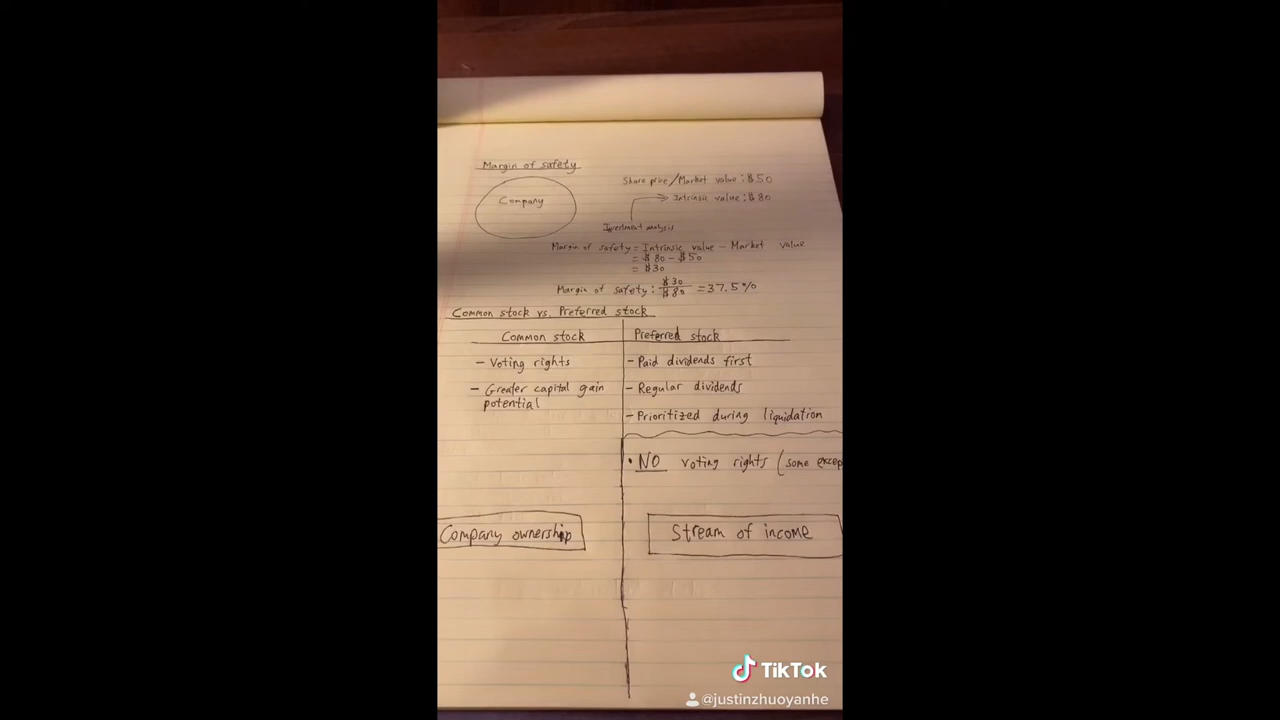 Margin of safety
Company
Share price/Market value: $50
Intrinsic value: $80
Investment analysis
Margin of safety = Intrinsic value - Market value
= $80 - $50
= $30
Margin of safety: $30/$80 = 37.5%
Common stock vs. Preferred stock
Common stock
- Voting rights
- Greater capital gain
potential
Company ownership
Preferred stock
- Paid dividends first
- Regular dividends
- Prioritized during liquidation
• NO voting rights (some excep
Stream of income
TikTok
@justinzhuoyanhe